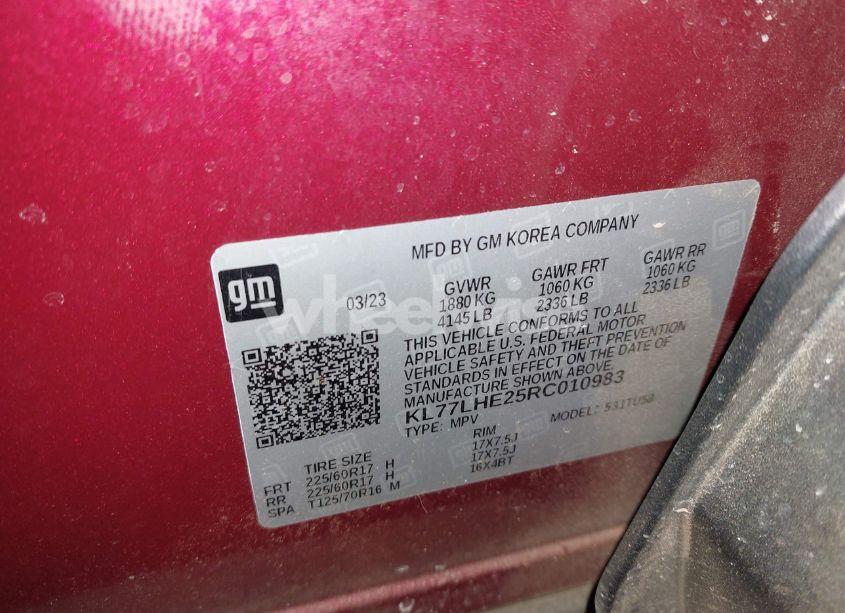 MFD BY GM KOREA COMPANY
gm
03/23
GVWR
1880 KG
4145 LB
GAWR FRT
1060 KG
2336 LB
GAWR RR
1060 KG
2336 LB
THIS VEHICLE CONFORMS TO ALL
APPLICABLE U.S. FEDERAL MOTOR
VEHICLE SAFETY AND THEFT PREVENTION
STANDARDS IN EFFECT ON THE DATE OF
MANUFACTURE SHOWN ABOVE.
KL77LHE25RC010983
TYPE: MPV
MODEL: 531TU58
TIRE SIZE RIM
FRT 225/60R17 H 17X7.5J
RR 225/60R17 H 17X7.5J
SPA T125/70R16 M 16X4BT